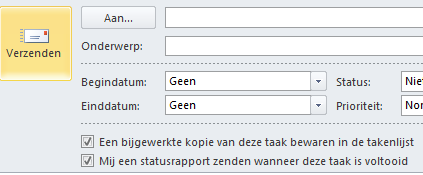 Aan...
Verzenden
Onderwerp:
Begindatum: Geen Status:
Einddatum: Geen Prioriteit:
Een bijgewerkte kopie van deze taak bewaren in de takenlijst
Mij een statusrapport zenden wanneer deze taak is voltooid